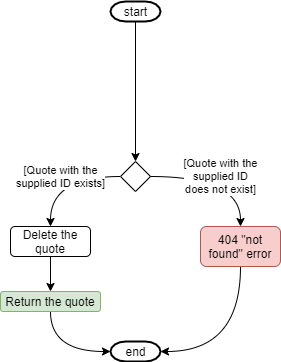 start
[Quote with the
supplied ID exists]
[Quote with the
supplied ID
does not exist]
Delete the
quote
404 "not
found" error
Return the quote
end